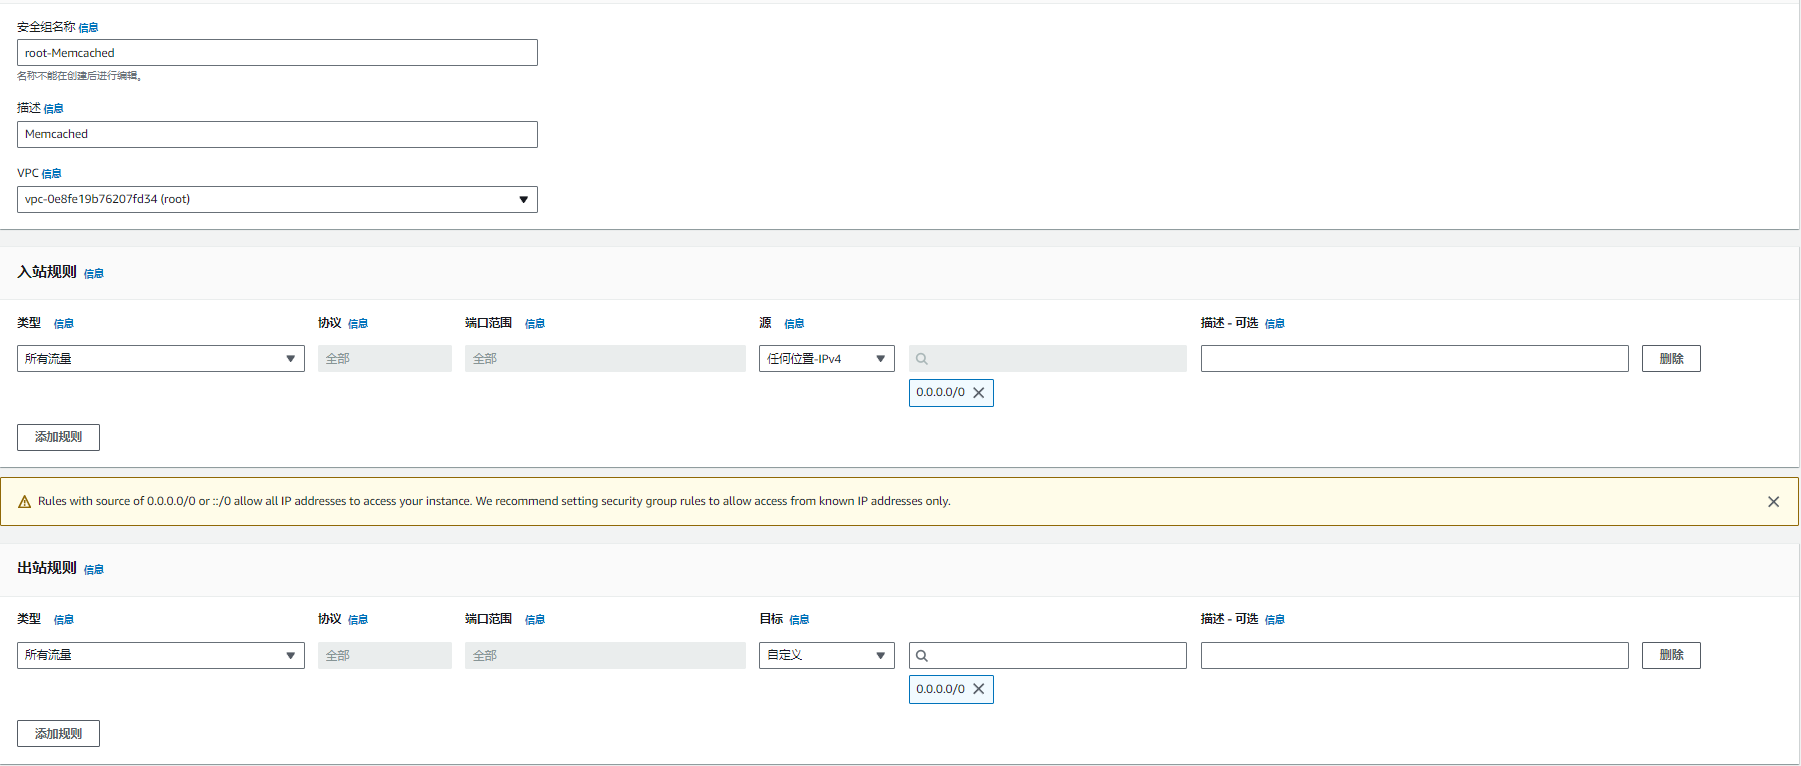 安全组名称 信息
root-Memcached
名称不能在创建后进行编辑。
描述 信息
Memcached
VPC 信息
vpc-0e8fe19b76207fd34 (root)
入站规则 信息
类型 信息 协议 信息 端口范围 信息 源 信息 描述 - 可选 信息
所有流量 全部 全部 任何位置-IPv4 删除
0.0.0.0/0
添加规则
Rules with source of 0.0.0.0/0 or ::/0 allow all IP addresses to access your instance. We recommend setting security group rules to allow access from known IP addresses only.
出站规则 信息
类型 信息 协议 信息 端口范围 信息 目标 信息 描述 - 可选 信息
所有流量 全部 全部 自定义 删除
0.0.0.0/0
添加规则